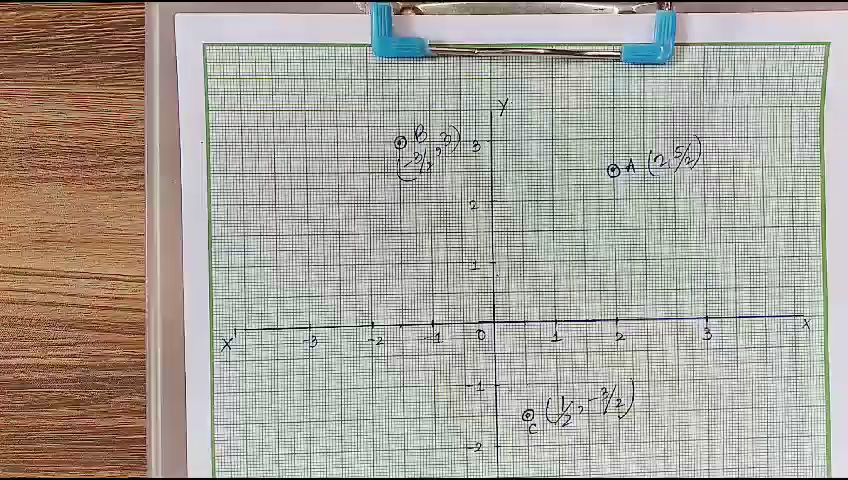 Y
B
(-3/2, 3)
3
A (2, 5/2)
2
1
X' -3 -2 -1 0 1 2 3 X
-1
(1/2, -3/2)
C
-2